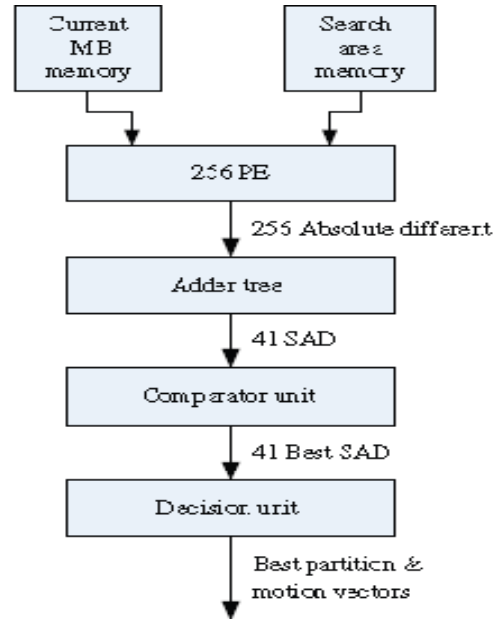 Current
MB
memory
Search
area
memory
256 PE
256 Absolute different
Adder tree
41 SAD
Comparator unit
41 Best SAD
Decision unit
Best partition &
motion vectors